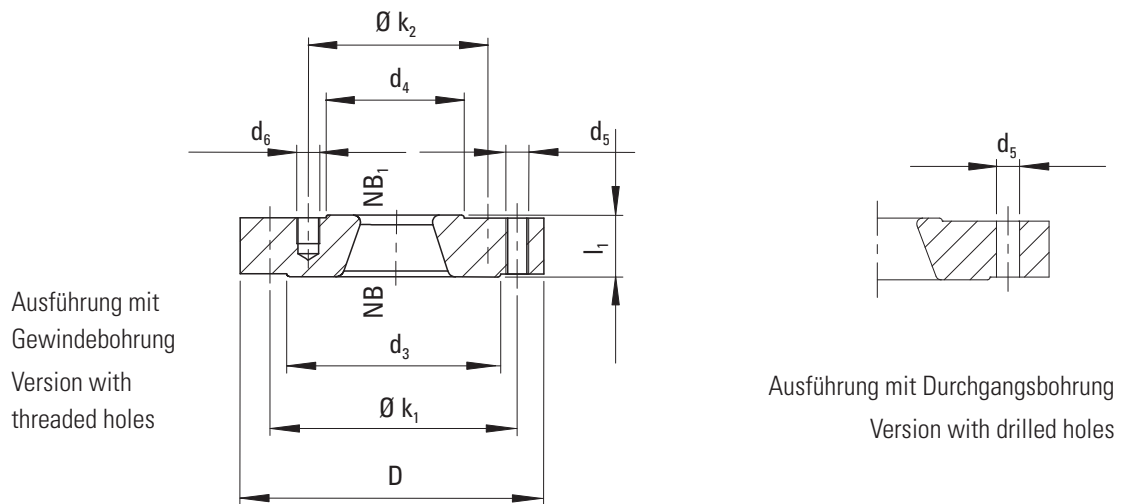 Ø k₂
d₄
d₆
d₅
NB₁
d₅
l₁
NB
Ausführung mit
Gewindebohrung
Version with
threaded holes
d₃
Ø k₁
D
Ausführung mit Durchgangsbohrung
Version with drilled holes